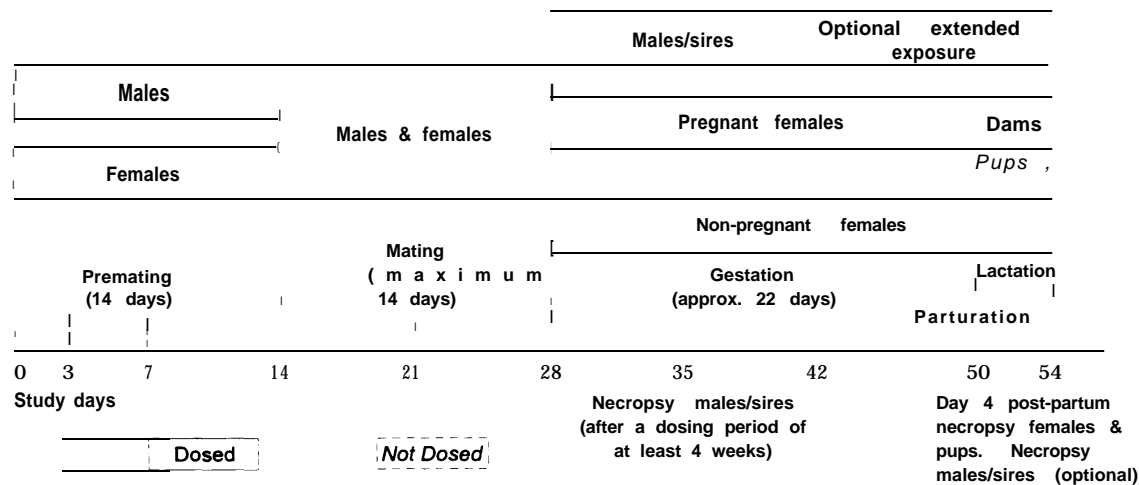 Males/sires
Optional extended
exposure
Males
Males & females
Pregnant females
Dams
Pups ,
Females
Non-pregnant females
Premating
(14 days)
Mating
(maximum
14 days)
Gestation
(approx. 22 days)
Lactation
Parturation
0 3 7 14 21 28 35 42 50 54
Study days
Necropsy males/sires
(after a dosing period of
at least 4 weeks)
Day 4 post-partum
necropsy females &
pups. Necropsy
males/sires (optional)
Dosed
Not Dosed